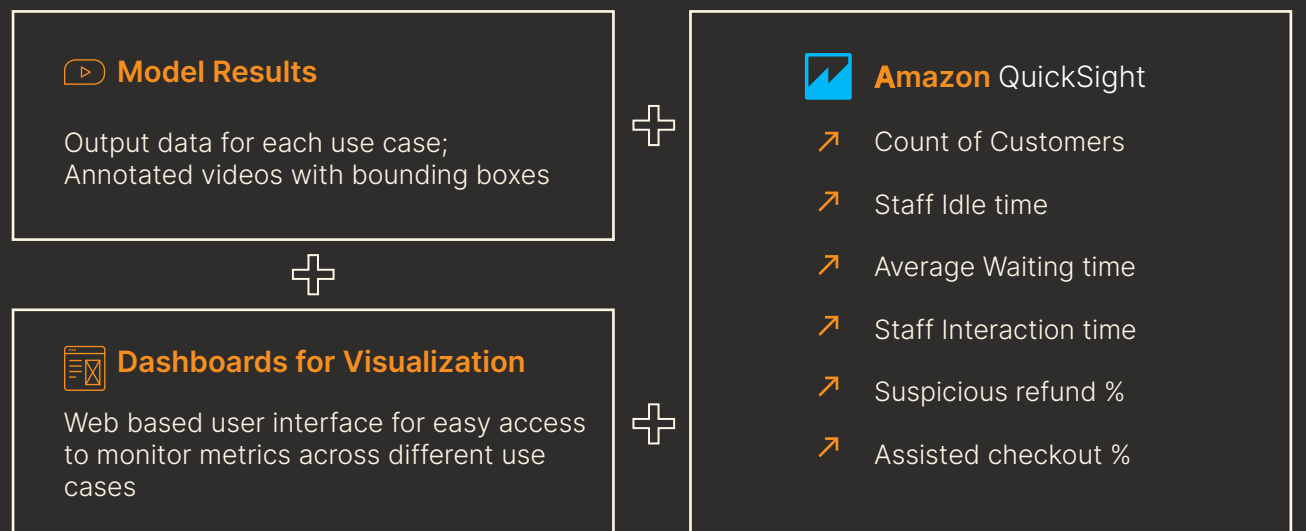 Model Results
Output data for each use case;
Annotated videos with bounding boxes
Dashboards for Visualization
Web based user interface for easy access
to monitor metrics across different use
cases
Amazon QuickSight
Count of Customers
Staff Idle time
Average Waiting time
Staff Interaction time
Suspicious refund %
Assisted checkout %